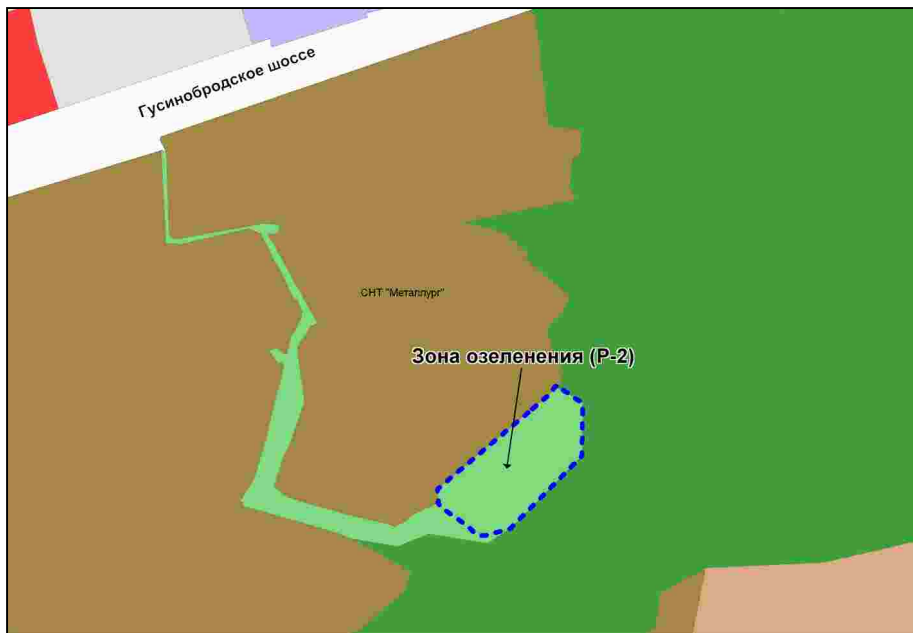 Гусинобродское шоссе
СНТ "Металлург"
Зона озеленения (Р-2)